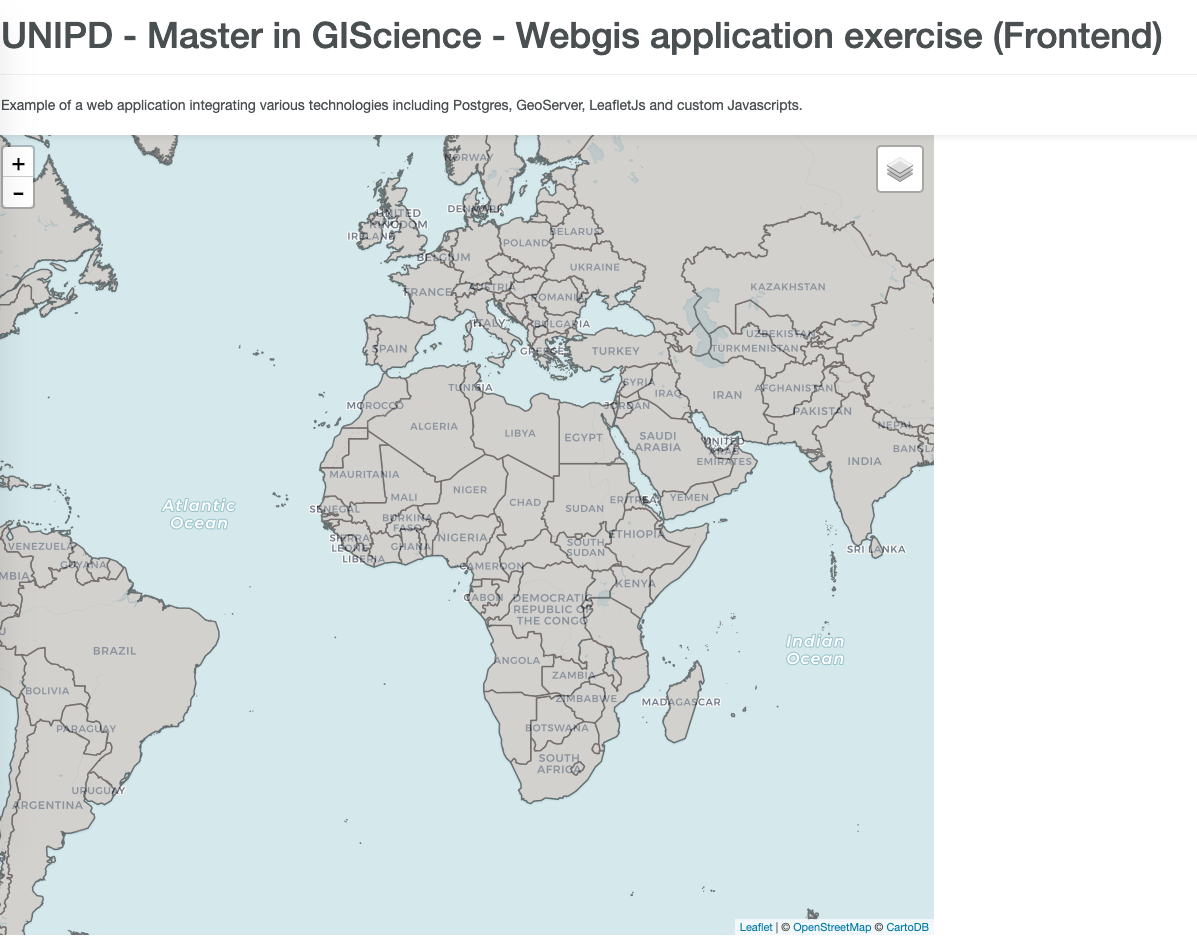 UNIPD - Master in GIScience - Webgis application exercise (Frontend)
Example of a web application integrating various technologies including Postgres, GeoServer, LeafletJs and custom Javascripts.
+
−
NORWAY
UNITED
KINGDOM
DENMARK
IRELAND
BELARUS
POLAND
BELGIUM
UKRAINE
FRANCE
AUSTRIA
ROMANIA
KAZAKHSTAN
ITALY
BULGARIA
UZBEKISTAN
SPAIN
GREECE
TURKEY
TURKMENISTAN
TUNISIA
SYRIA
IRAQ
IRAN
AFGHANISTAN
MOROCCO
JORDAN
PAKISTAN
ALGERIA
LIBYA
EGYPT
SAUDI
ARABIA
NEPAL
UNITED
ARAB
EMIRATES
BANGLA
INDIA
MAURITANIA
MALI
NIGER
CHAD
SUDAN
ERITREA
YEMEN
Atlantic
Ocean
SENEGAL
BURKINA
FASO
SIERRA
LEONE
GHANA
NIGERIA
SOUTH
SUDAN
ETHIOPIA
LIBERIA
SRI LANKA
VENEZUELA
GUYANA
MBIA
CAMEROON
KENYA
GABON
DEMOCRATIC
REPUBLIC OF
THE CONGO
U
Indian
Ocean
BRAZIL
ANGOLA
ZAMBIA
BOLIVIA
ZIMBABWE
MADAGASCAR
PARAGUAY
BOTSWANA
SOUTH
AFRICA
URUGUAY
ARGENTINA
Leaflet | © OpenStreetMap © CartoDB